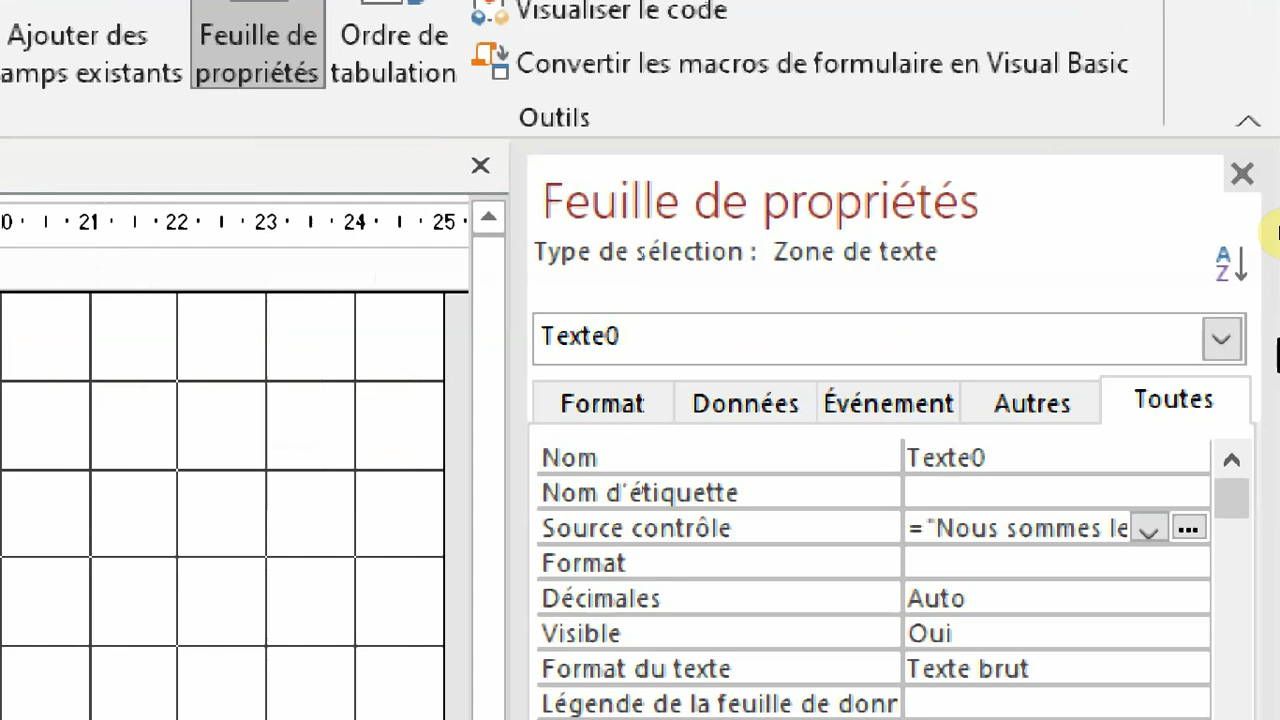 Visualiser le code
Ajouter des
amps existants
Feuille de
propriétés
Ordre de
tabulation
Convertir les macros de formulaire en Visual Basic
Outils
0 21 22 23 24 25
Feuille de propriétés
Type de sélection : Zone de texte
A
Z
Texte0
Format Données Événement Autres Toutes
Nom Texte0
Nom d'étiquette
Source contrôle ="Nous sommes le
Format
Décimales Auto
Visible Oui
Format du texte Texte brut
Légende de la feuille de donr